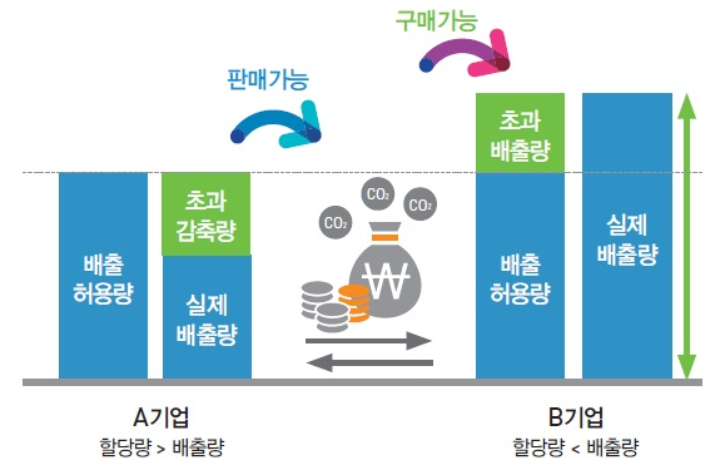 구매가능
판매가능
초과
배출량
초과
감축량
CO₂
CO₂
CO₂
배출
허용량
실제
배출량
₩
배출
허용량
실제
배출량
A기업
할당량 > 배출량
B기업
할당량 < 배출량